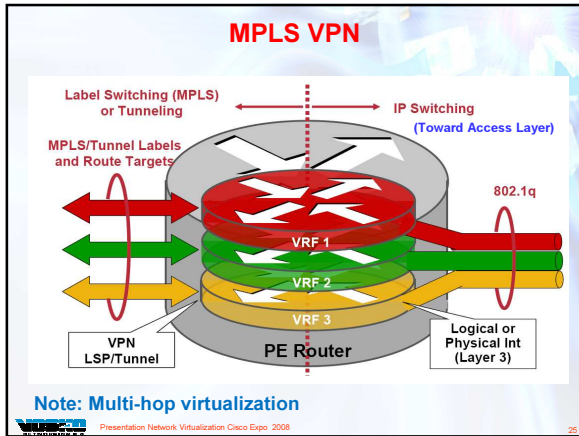 MPLS VPN
Label Switching (MPLS)
or Tunneling
IP Switching
(Toward Access Layer)
MPLS/Tunnel Labels
and Route Targets
802.1q
VRF 1
VRF 2
VRF 3
VPN
LSP/Tunnel
PE Router
Logical or
Physical Int
(Layer 3)
Note: Multi-hop virtualization
Presentation Network Virtualization Cisco Expo 2008
25